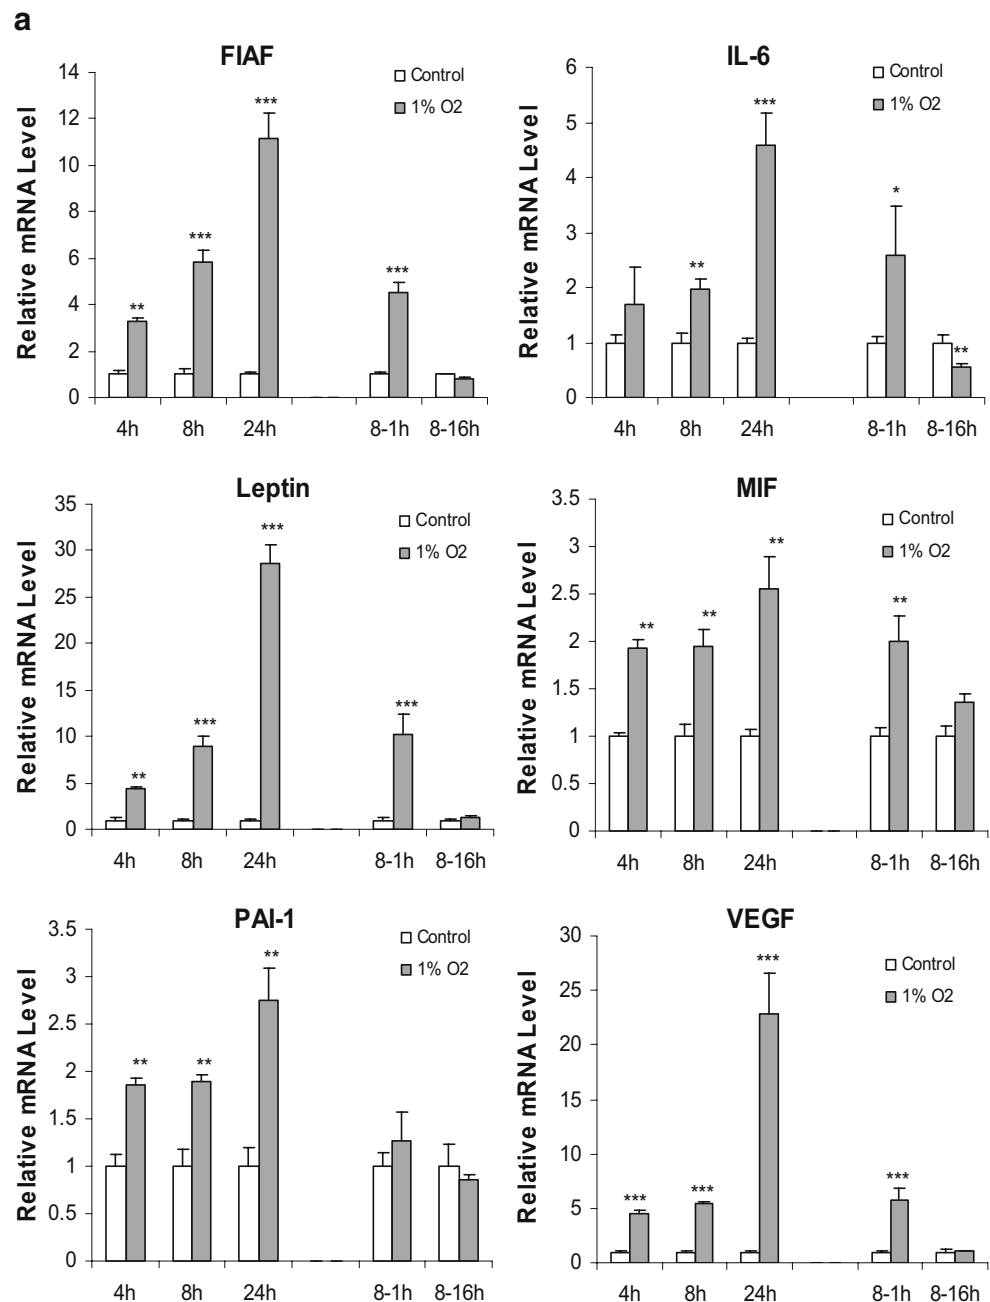 a
FIAF
Relative mRNA Level
14
12
10
8
6
4
2
0
Control
1% O2
**
***
***
***
4h 8h 24h 8-1h 8-16h
IL-6
Relative mRNA Level
6
5
4
3
2
1
0
Control
1% O2
**
***
*
**
4h 8h 24h 8-1h 8-16h
Leptin
Relative mRNA Level
35
30
25
20
15
10
5
0
Control
1% O2
**
***
***
***
4h 8h 24h 8-1h 8-16h
MIF
Relative mRNA Level
3.5
3
2.5
2
1.5
1
0.5
0
Control
1% O2
**
**
**
**
4h 8h 24h 8-1h 8-16h
PAI-1
Relative mRNA Level
3.5
3
2.5
2
1.5
1
0.5
0
Control
1% O2
**
**
**
4h 8h 24h 8-1h 8-16h
VEGF
Relative mRNA Level
30
25
20
15
10
5
0
Control
1% O2
***
***
***
***
4h 8h 24h 8-1h 8-16h